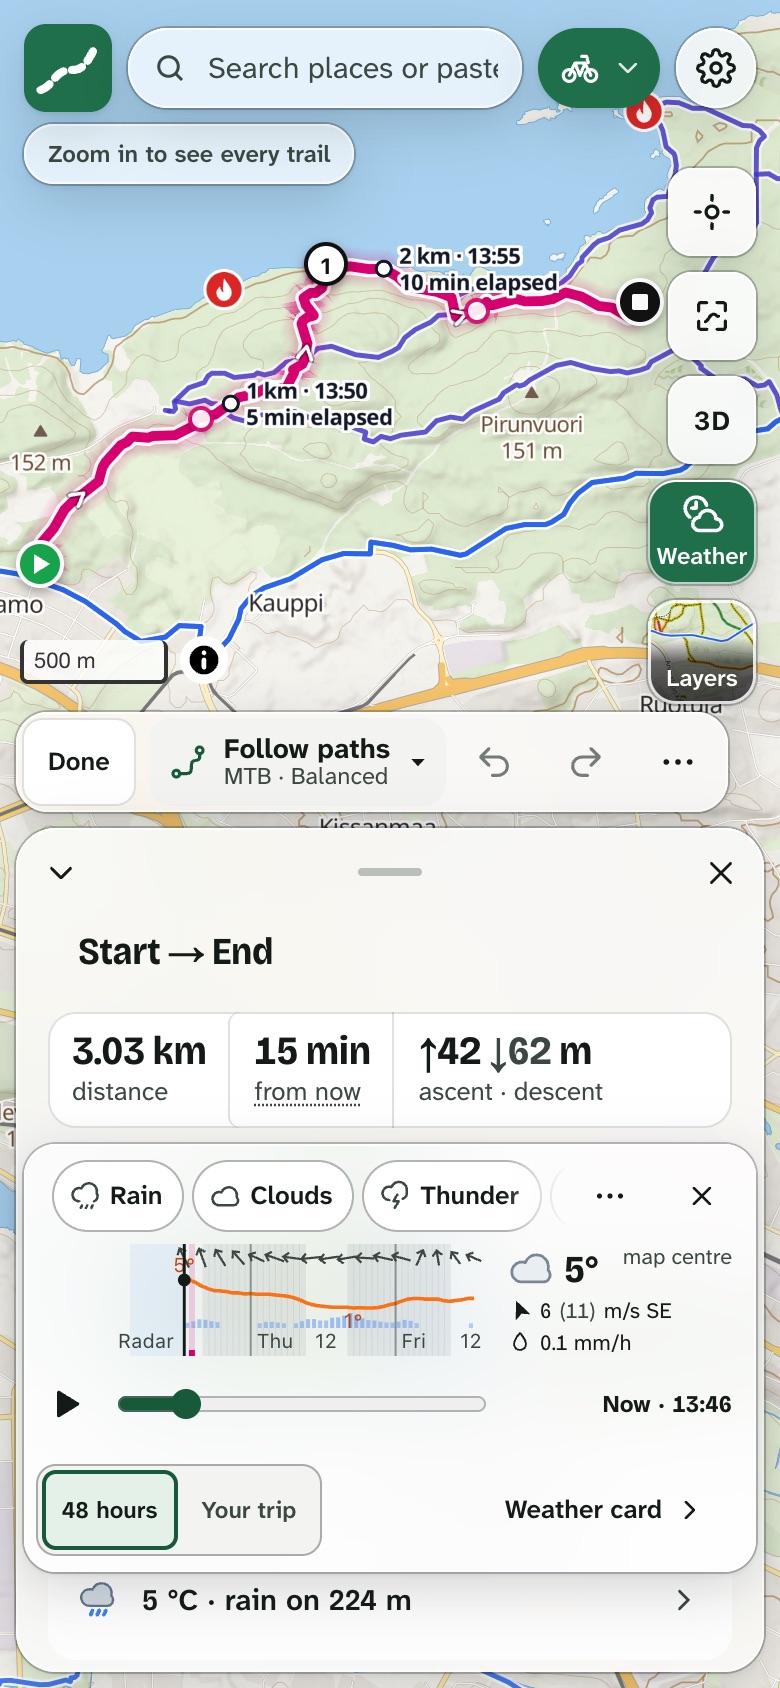 Search places or paste
Zoom in to see every trail
2 km · 13:55
10 min elapsed
1
1 km · 13:50
5 min elapsed
Pirunvuori
151 m
152 m
3D
Weather
amo
Kauppi
500 m
Layers
Ruotula
Done
Follow paths
MTB · Balanced
Kissanmaa
Start → End
3.03 km
distance
15 min
from now
↑42 ↓62 m
ascent · descent
Rain
Clouds
Thunder
5°
1°
Radar
Thu
12
Fri
12
5°
map centre
6 (11) m/s SE
0.1 mm/h
Now · 13:46
48 hours
Your trip
Weather card
5 °C · rain on 224 m